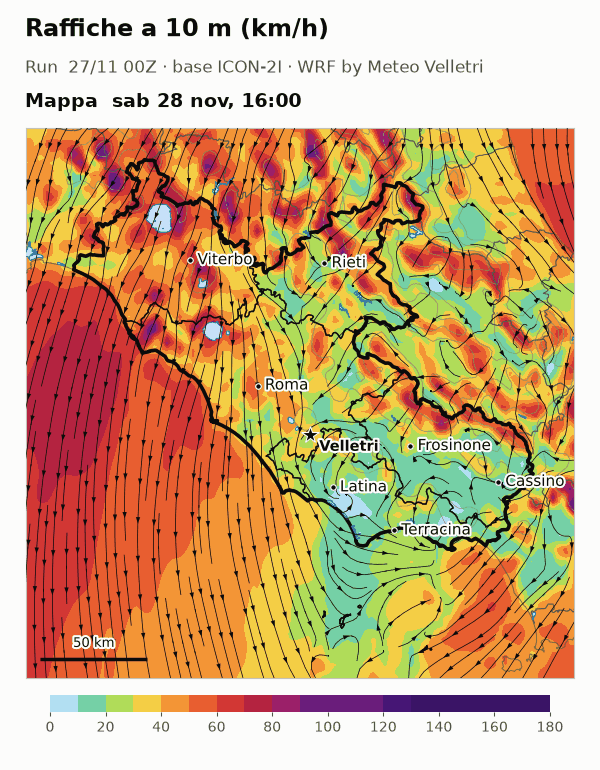 Raffiche a 10 m (km/h)
Run 27/11 00Z · base ICON-2I · WRF by Meteo Velletri
Mappa sab 28 nov, 16:00
Viterbo
Rieti
Roma
Velletri
Frosinone
Cassino
Latina
Terracina
50 km
0 20 40 60 80 100 120 140 160 180